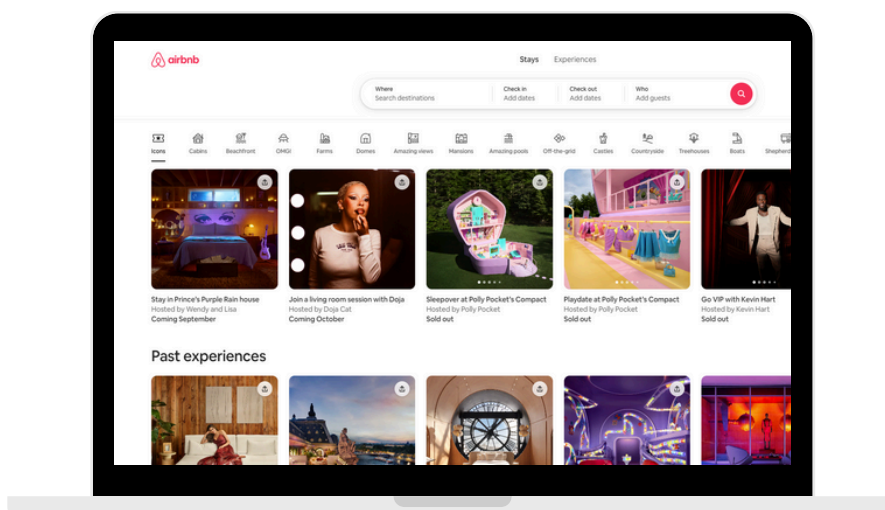 airbnb
Stays Experiences
Where Check in Check out Who
Search destinations Add dates Add dates Add guests
Icons Cabins Beachfront OMG! Farms Domes Amazing views Mansions Amazing pools Off-the-grid Castles Countryside Treehouses Boats Shepherd
Stay in Prince's Purple Rain house Join a living room session with Doja Sleepover at Polly Pocket's Compact Playdate at Polly Pocket's Compact Go VIP with Kevin Hart
Hosted by Wendy and Lisa Hosted by Doja Cat Hosted by Polly Pocket Hosted by Polly Pocket Hosted by Kevin Hart
Coming September Coming October Sold out Sold out Sold out
Past experiences